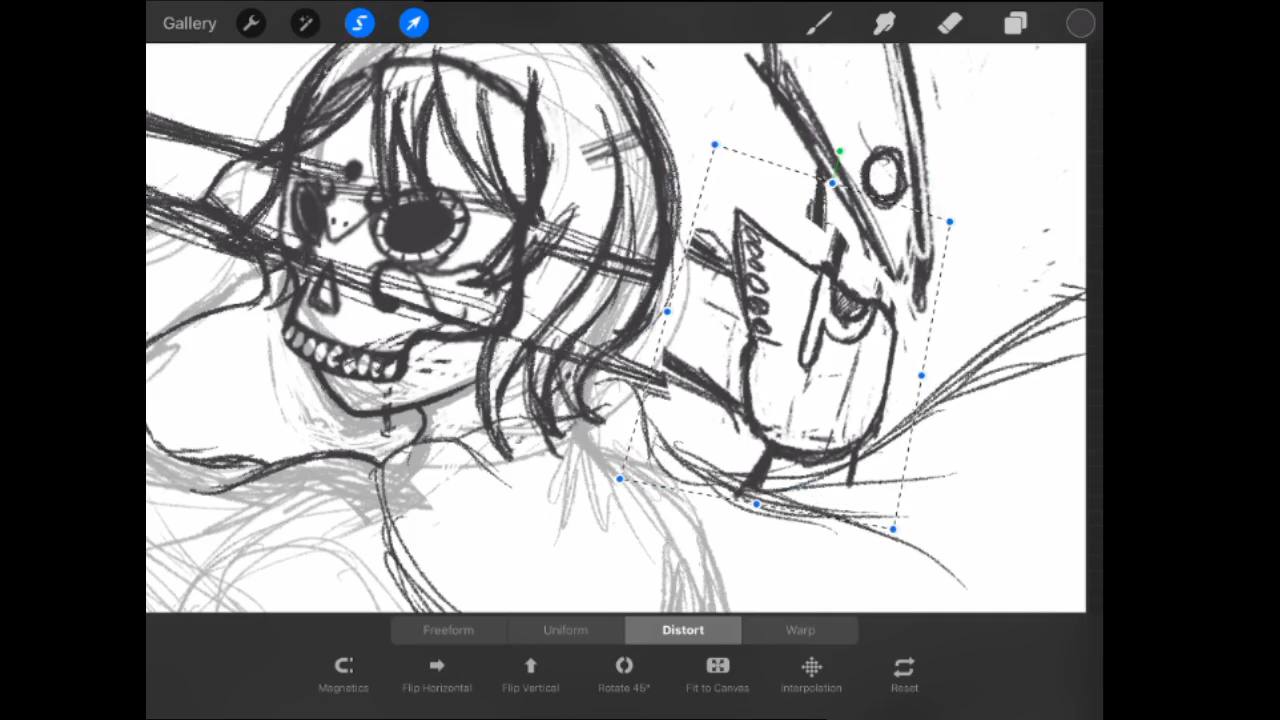 Gallery
Freeform Uniform Distort Warp
Magnetics Flip Horizontal Flip Vertical Rotate 45° Fit to Canvas Interpolation Reset